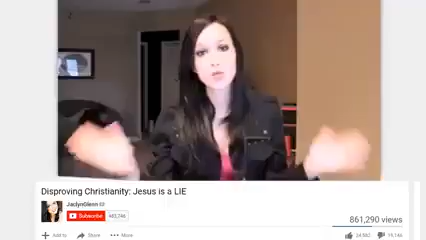 Disproving Christianity: Jesus is a LIE
JaclynGlenn
Subscribe 483,746
861,290 views
Add to Share More
24,882 19,146